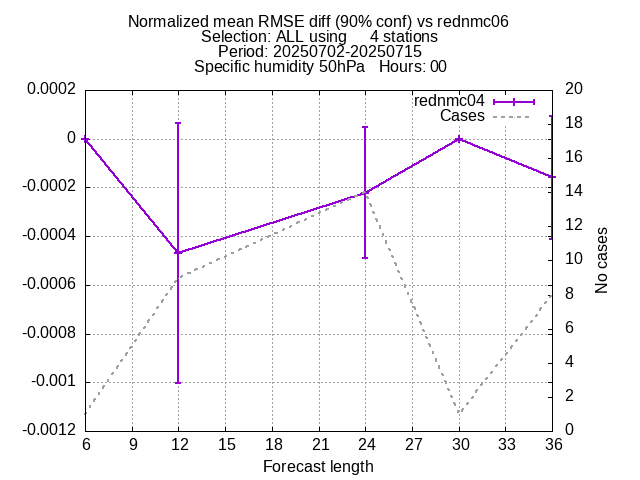 Normalized mean RMSE diff (90% conf) vs rednmc06
Selection: ALL using     4 stations
Period: 20250702-20250715
Specific humidity 50hPa   Hours: 00
rednmc04
Cases
0.0002
0
-0.0002
-0.0004
-0.0006
-0.0008
-0.001
-0.0012
20
18
16
14
12
10
8
6
4
2
0
No cases
6 9 12 15 18 21 24 27 30 33 36
Forecast length